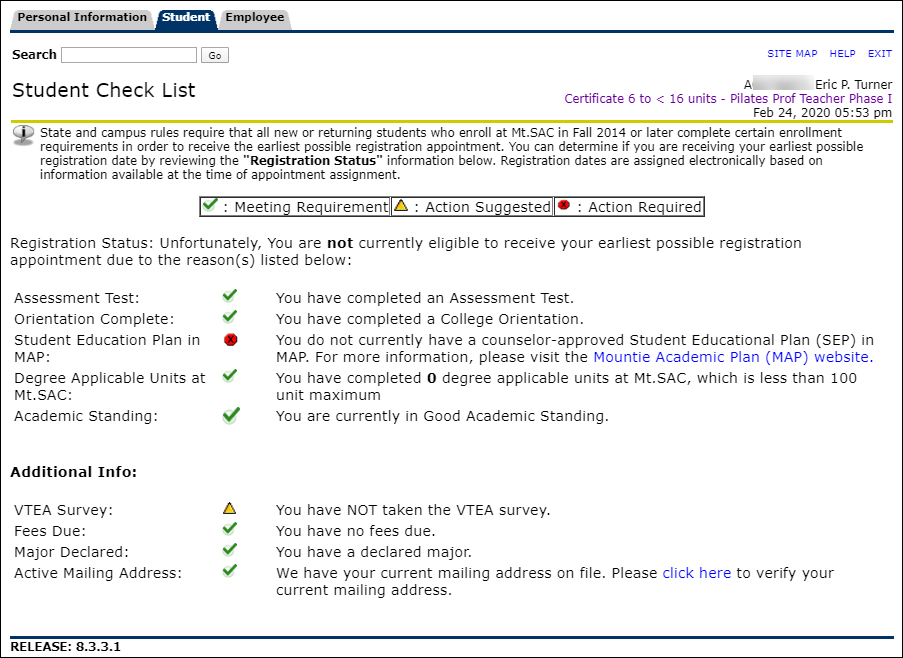 Personal Information Student Employee
Search Go SITE MAP HELP EXIT
Student Check List
A Eric P. Turner
Certificate 6 to < 16 units - Pilates Prof Teacher Phase I
Feb 24, 2020 05:53 pm
State and campus rules require that all new or returning students who enroll at Mt.SAC in Fall 2014 or later complete certain enrollment
requirements in order to receive the earliest possible registration appointment. You can determine if you are receiving your earliest possible
registration date by reviewing the "Registration Status" information below. Registration dates are assigned electronically based on
information available at the time of appointment assignment.
: Meeting Requirement : Action Suggested X : Action Required
Registration Status: Unfortunately, You are not currently eligible to receive your earliest possible registration
appointment due to the reason(s) listed below:
Assessment Test: You have completed an Assessment Test.
Orientation Complete: You have completed a College Orientation.
Student Education Plan in X You do not currently have a counselor-approved Student Educational Plan (SEP) in
MAP: MAP. For more information, please visit the Mountie Academic Plan (MAP) website.
Degree Applicable Units at You have completed 0 degree applicable units at Mt.SAC, which is less than 100
Mt.SAC: unit maximum
Academic Standing: You are currently in Good Academic Standing.
Additional Info:
VTEA Survey: You have NOT taken the VTEA survey.
Fees Due: You have no fees due.
Major Declared: You have a declared major.
Active Mailing Address: We have your current mailing address on file. Please click here to verify your
current mailing address.
RELEASE: 8.3.3.1